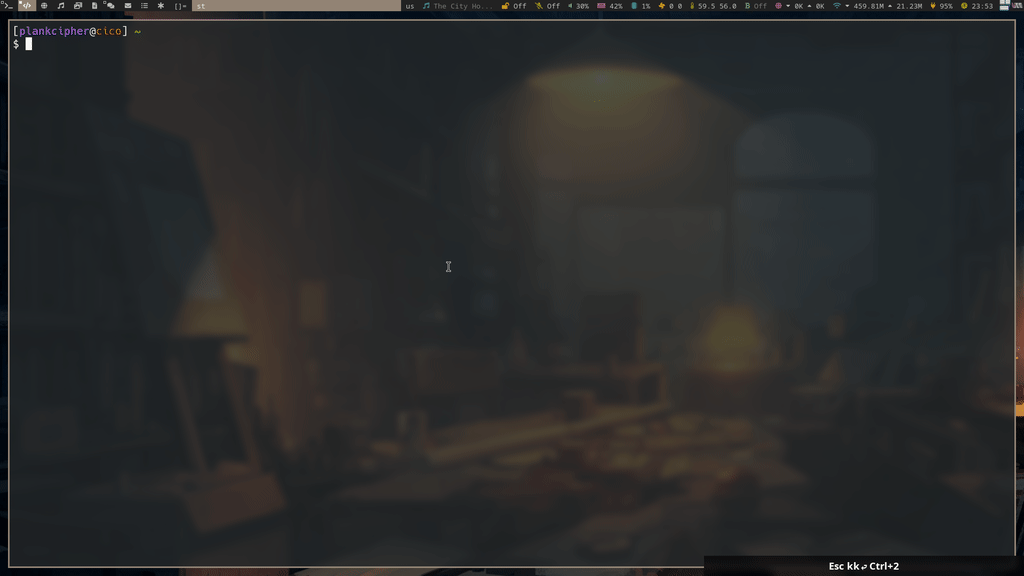 []= st us The City Ho... Off Off 30% 42% 1% 0 0 59.5 56.0 B Off 0K 0K 459.81M 21.23M 95% 23:53
[plankcipher@cico] ~
$
Esc kk⏎ Ctrl+2